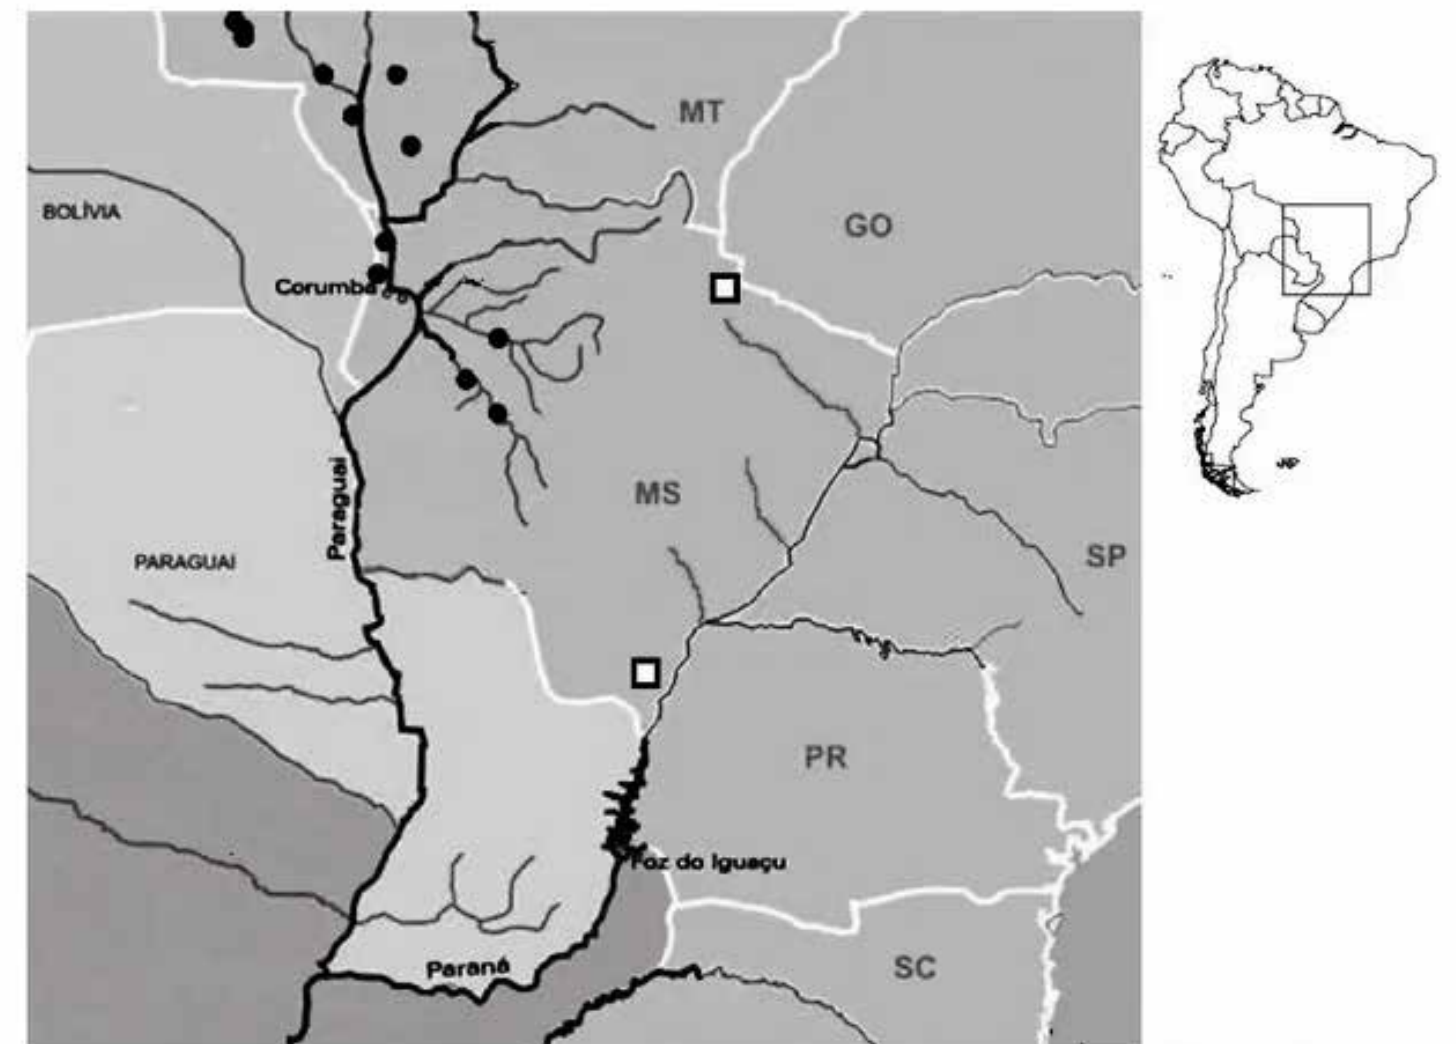 MT
BOLÍVIA
GO
Corumbá
MS
Paraguai
SP
PARAGUAI
PR
Foz do Iguaçu
Paraná
SC